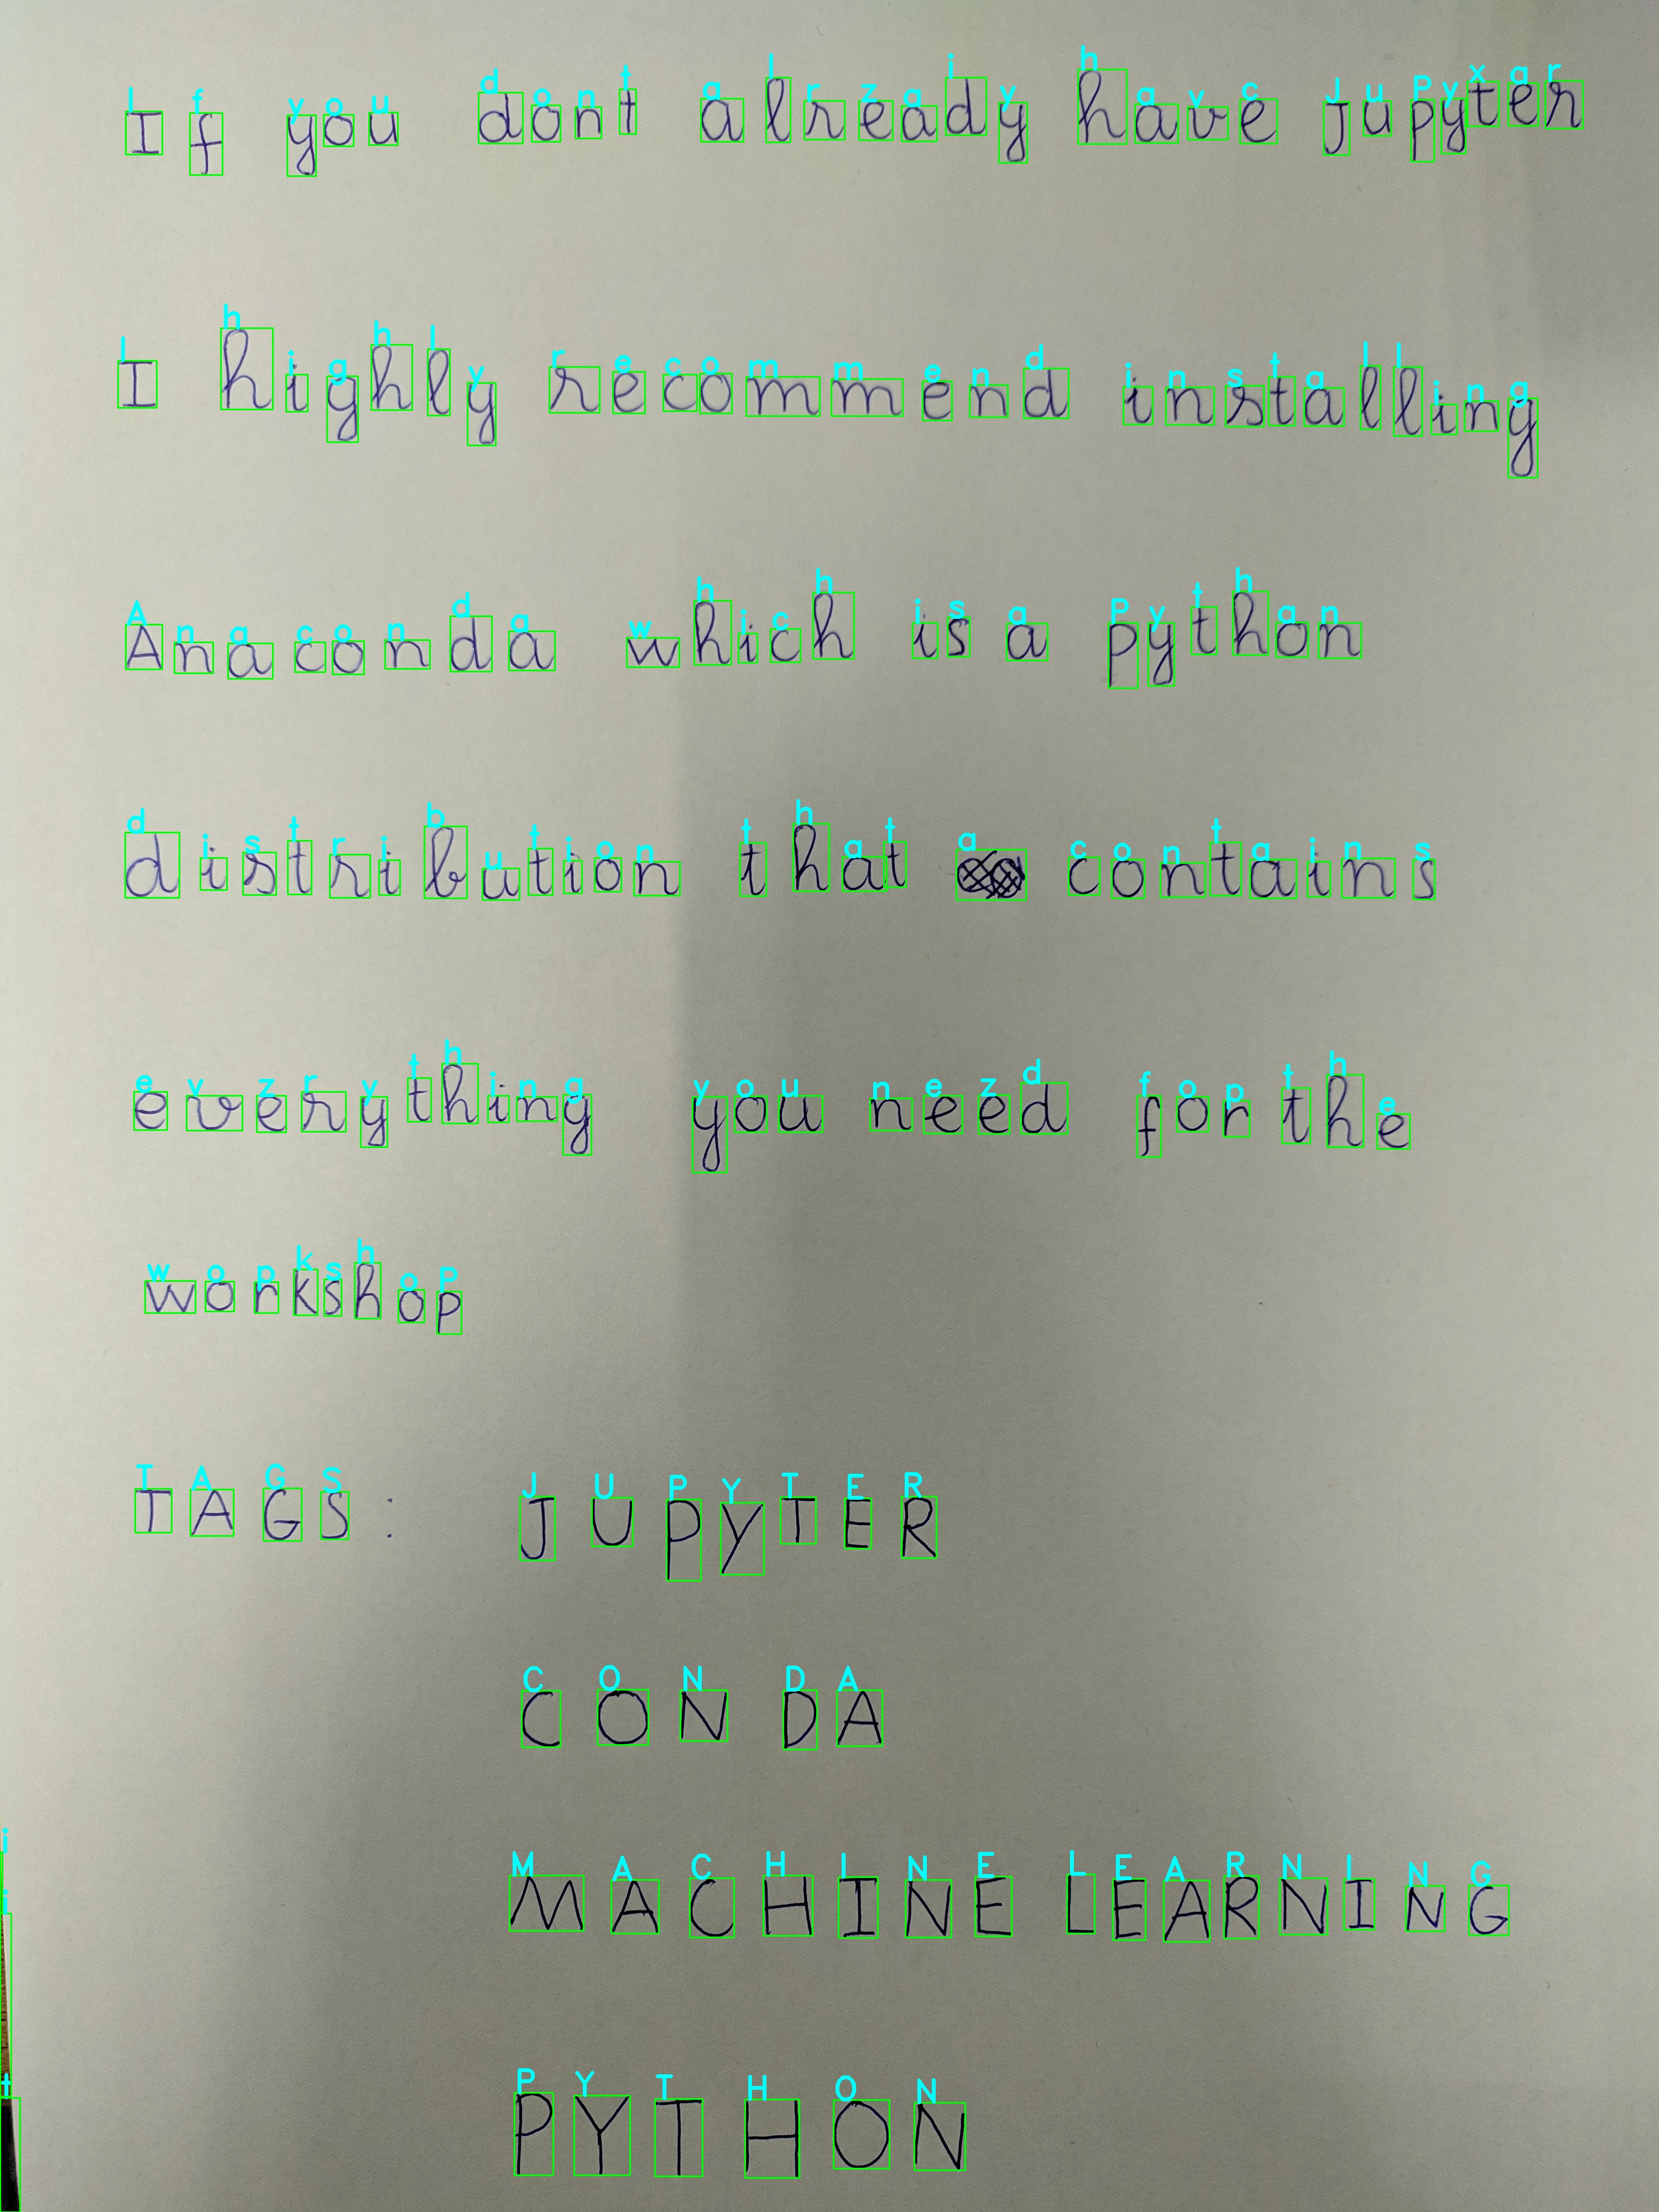 If you dont already have Jupyter
I highly recommend installing
Anaconda which is a python
distribution that contains
everything you need for the
workshop
TAGS : JUPYTER
CONDA
MACHINE LEARNING
PYTHON